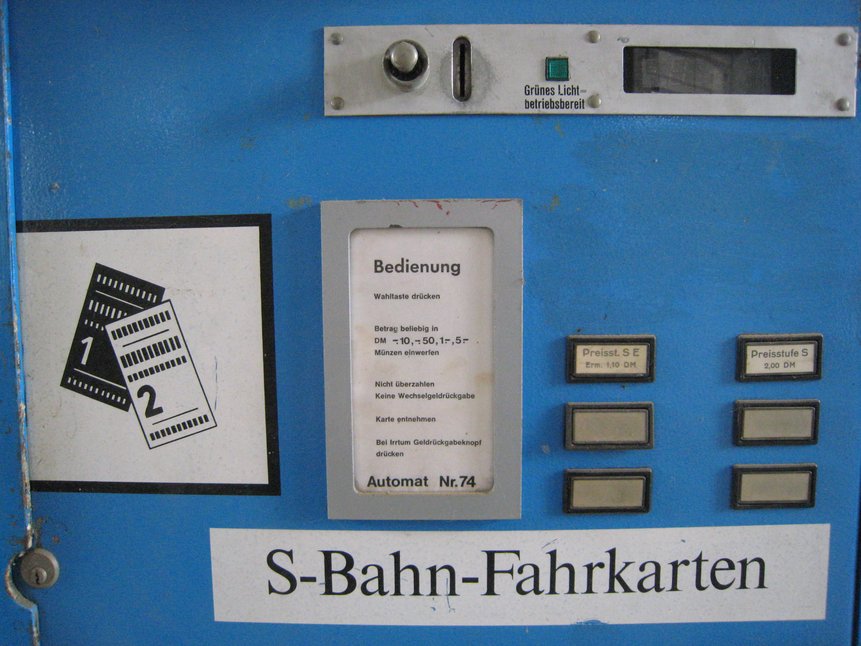 Grünes Licht
betriebsbereit
Bedienung
Wahltaste drücken
Betrag beliebig in
DM -.10,-.50,1.-,5.-
Münzen einwerfen
Nicht überzahlen
Keine Wechselgeldrückgabe
Karte entnehmen
Bei Irrtum Geldrückgabeknopf
drücken
Automat Nr.74
1
2
Preisst. S E
Erm. 1,10 DM
Preisstufe S
2,00 DM
S-Bahn-Fahrkarten